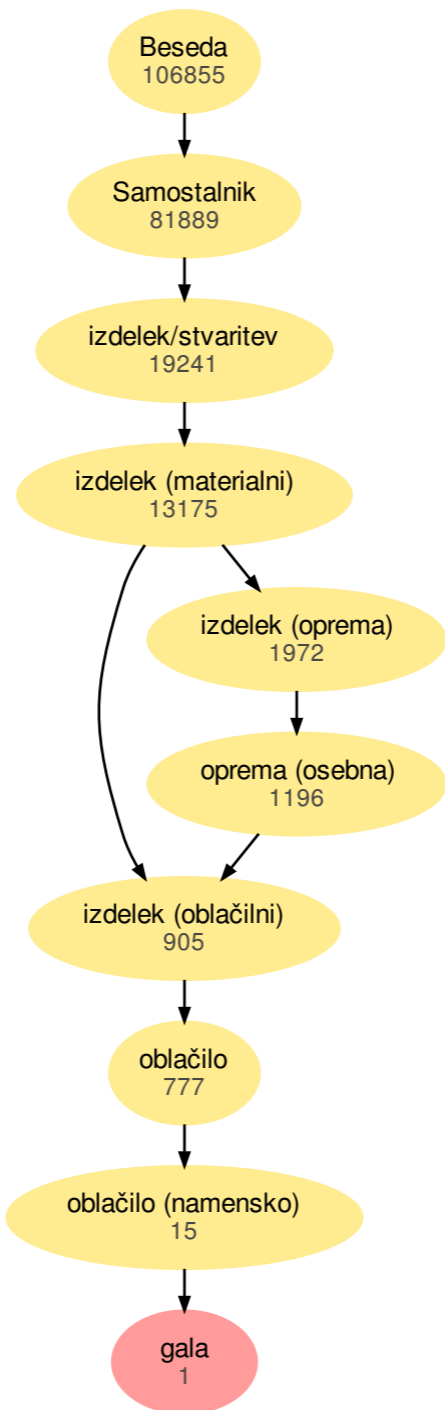 Beseda
106855
Samostalnik
81889
izdelek/stvaritev
19241
izdelek (materialni)
13175
izdelek (oprema)
1972
oprema (osebna)
1196
izdelek (oblačilni)
905
oblačilo
777
oblačilo (namensko)
15
gala
1